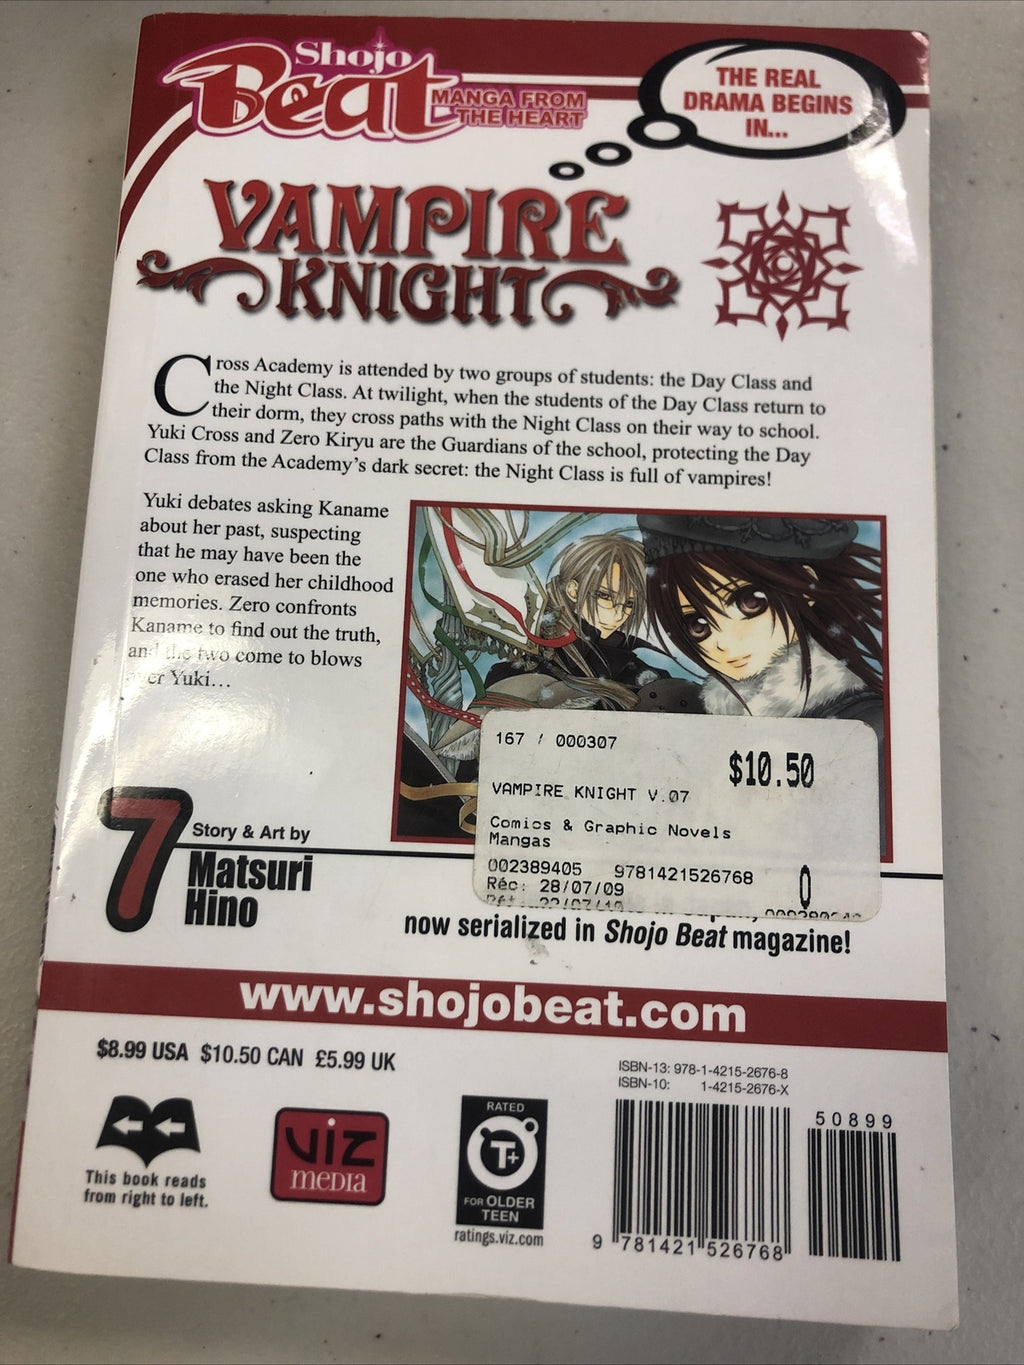 Shojo
Beat
MANGA FROM
THE HEART
THE REAL
DRAMA BEGINS
IN...
VAMPIRE
KNIGHT
Cross Academy is attended by two groups of students: the Day Class and
the Night Class. At twilight, when the students of the Day Class return to
their dorm, they cross paths with the Night Class on their way to school.
Yuki Cross and Zero Kiryu are the Guardians of the school, protecting the Day
Class from the Academy's dark secret: the Night Class is full of vampires!
Yuki debates asking Kaname
about her past, suspecting
that he may have been the
one who erased her childhood
memories. Zero confronts
Kaname to find out the truth,
and the two come to blows
over Yuki...
167 / 000307
$10.50
VAMPIRE KNIGHT V.07
Comics & Graphic Novels
Mangas
002389405 9781421526768
Réc: 28/07/09
0
7
Story & Art by
Matsuri
Hino
now serialized in Shojo Beat magazine!
www.shojobeat.com
$8.99 USA $10.50 CAN £5.99 UK
This book reads
from right to left.
VIZ
MEDIA
RATED
T+
FOR OLDER
TEEN
ratings.viz.com
ISBN-13: 978-1-4215-2676-8
ISBN-10: 1-4215-2676-X
50899
9 781421 526768